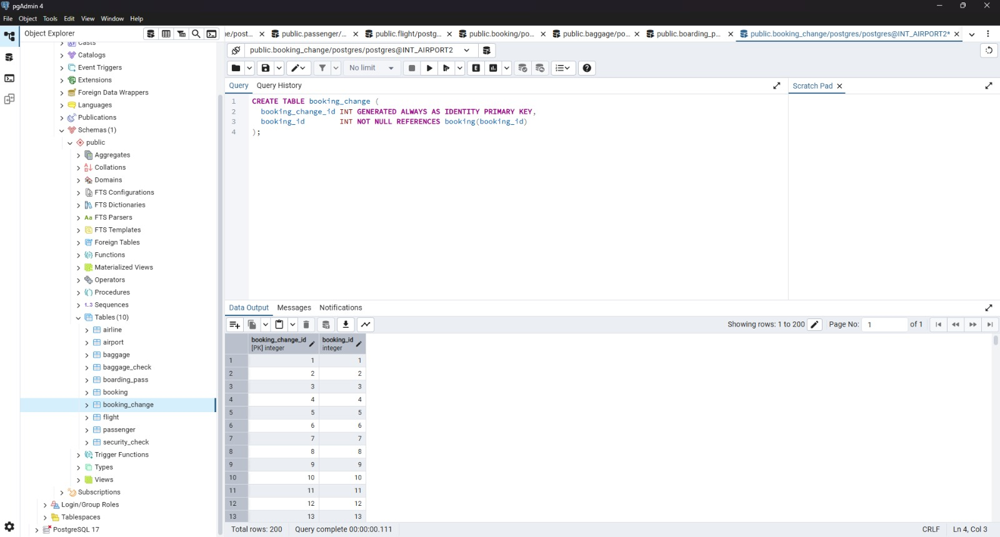 pgAdmin 4
File Object Tools Edit View Window Help
Object Explorer
e/post...
public.passenger/...
public.flight/postg...
public.booking/po...
public.baggage/po...
public.boarding_p...
public.booking_change/postgres/postgres@INT_AIRPORT2*
public.booking_change/postgres/postgres@INT_AIRPORT2
No limit
E
Query Query History
Scratch Pad
1 CREATE TABLE booking_change (
2 booking_change_id INT GENERATED ALWAYS AS IDENTITY PRIMARY KEY,
3 booking_id INT NOT NULL REFERENCES booking(booking_id)
4 );
Casts
Catalogs
Event Triggers
Extensions
Foreign Data Wrappers
Languages
Publications
Schemas (1)
public
Aggregates
Collations
Domains
FTS Configurations
FTS Dictionaries
Aa FTS Parsers
FTS Templates
Foreign Tables
Functions
Materialized Views
Operators
Procedures
1..3 Sequences
Tables (10)
airline
airport
baggage
baggage_check
boarding_pass
booking
booking_change
flight
passenger
security_check
Trigger Functions
Types
Views
Subscriptions
Login/Group Roles
Tablespaces
PostgreSQL 17
Data Output Messages Notifications
Showing rows: 1 to 200 Page No: 1 of 1
booking_change_id booking_id
[PK] integer integer
1 1 1
2 2 2
3 3 3
4 4 4
5 5 5
6 6 6
7 7 7
8 8 8
9 9 9
10 10 10
11 11 11
12 12 12
13 13 13
Total rows: 200 Query complete 00:00:00.111 CRLF Ln 4, Col 3